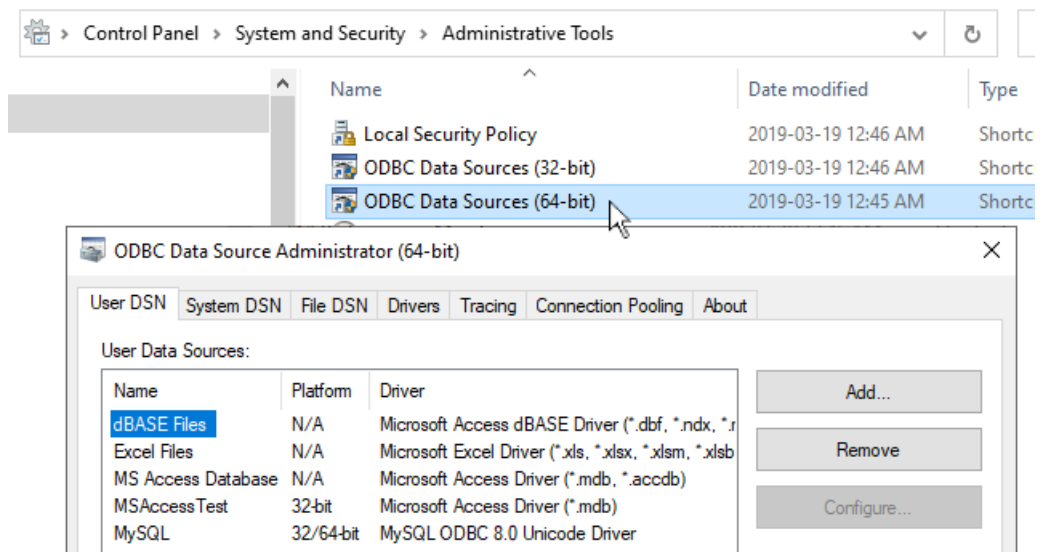 Control Panel > System and Security > Administrative Tools
Name Date modified Type
Local Security Policy 2019-03-19 12:46 AM Shortc
ODBC Data Sources (32-bit) 2019-03-19 12:46 AM Shortc
ODBC Data Sources (64-bit) 2019-03-19 12:45 AM Shortc
ODBC Data Source Administrator (64-bit)
User DSN System DSN File DSN Drivers Tracing Connection Pooling About
User Data Sources:
Name Platform Driver
dBASE Files N/A Microsoft Access dBASE Driver (*.dbf, *.ndx, *.r
Excel Files N/A Microsoft Excel Driver (*.xls, *.xlsx, *.xlsm, *.xlsb
MS Access Database N/A Microsoft Access Driver (*.mdb, *.accdb)
MSAccessTest 32-bit Microsoft Access Driver (*.mdb)
MySQL 32/64-bit MySQL ODBC 8.0 Unicode Driver
Add...
Remove
Configure...